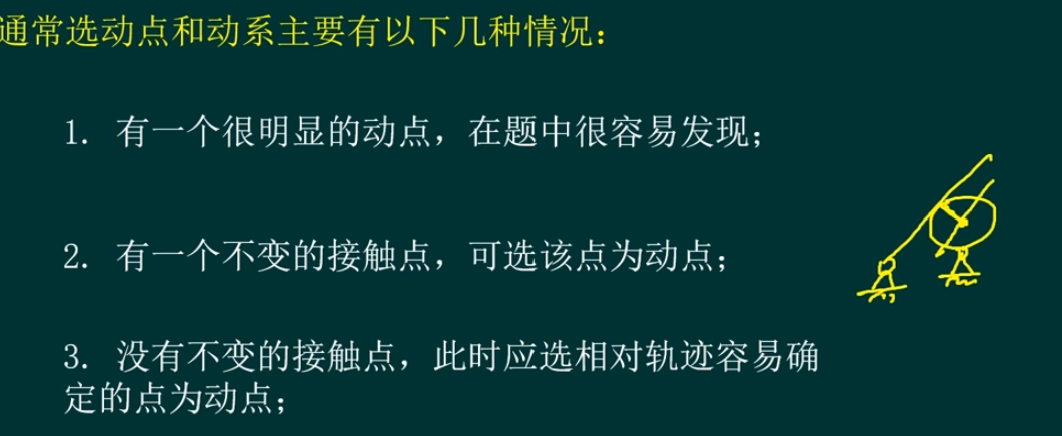 通常选动点和动系主要有以下几种情况：
1. 有一个很明显的动点，在题中很容易发现；
2. 有一个不变的接触点，可选该点为动点；
3. 没有不变的接触点，此时应选相对轨迹容易确
定的点为动点；